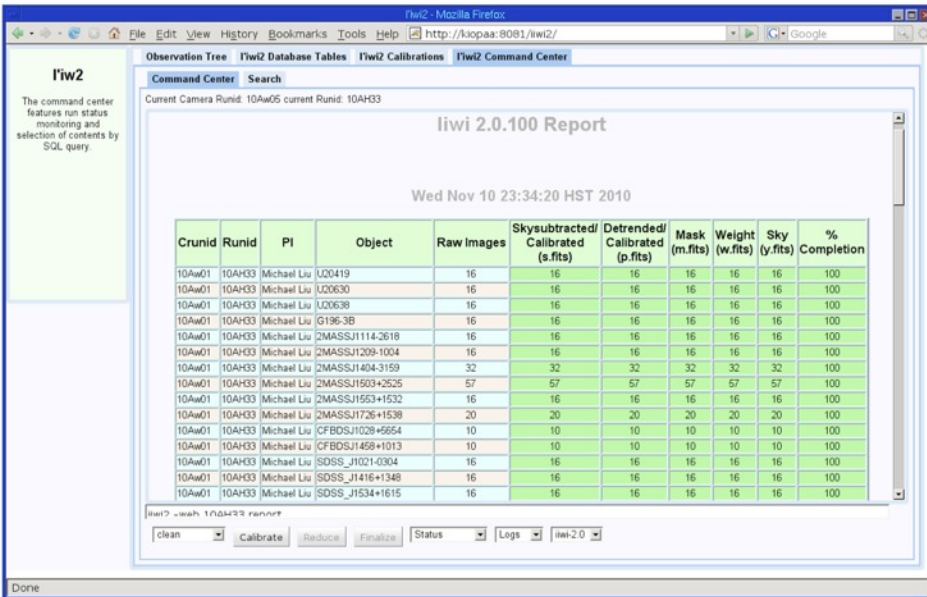 I'iwi2 - Mozilla Firefox
File Edit View History Bookmarks Tools Help http://kiopaa:8081/iiwi2/ Google
Observation Tree I'iwi2 Database Tables I'iwi2 Calibrations I'iwi2 Command Center
I'iw2
The command center
features run status
monitoring and
selection of contents by
SQL query.
Command Center Search
Current Camera Runid: 10Aw05 current Runid: 10AH33
Iiwi 2.0.100 Report
Wed Nov 10 23:34:20 HST 2010
Crunid Runid PI Object Raw Images Skysubtracted/ Calibrated (s.fits) Detrended/ Calibrated (p.fits) Mask (m.fits) Weight (w.fits) Sky (y.fits) % Completion
10Aw01 10AH33 Michael Liu U20419 16 16 16 16 16 16 100
10Aw01 10AH33 Michael Liu U20630 16 16 16 16 16 16 100
10Aw01 10AH33 Michael Liu U20638 16 16 16 16 16 16 100
10Aw01 10AH33 Michael Liu G196-3B 16 16 16 16 16 16 100
10Aw01 10AH33 Michael Liu 2MASSJ1114-2618 16 16 16 16 16 16 100
10Aw01 10AH33 Michael Liu 2MASSJ1209-1004 16 16 16 16 16 16 100
10Aw01 10AH33 Michael Liu 2MASSJ1404-3159 32 32 32 32 32 32 100
10Aw01 10AH33 Michael Liu 2MASSJ1503+2525 57 57 57 57 57 57 100
10Aw01 10AH33 Michael Liu 2MASSJ1553+1532 16 16 16 16 16 16 100
10Aw01 10AH33 Michael Liu 2MASSJ1726+1538 20 20 20 20 20 20 100
10Aw01 10AH33 Michael Liu CFBDSJ1028+5654 10 10 10 10 10 10 100
10Aw01 10AH33 Michael Liu CFBDSJ1458+1013 10 10 10 10 10 10 100
10Aw01 10AH33 Michael Liu SDSS_J1021-0304 16 16 16 16 16 16 100
10Aw01 10AH33 Michael Liu SDSS_J1416+1348 16 16 16 16 16 16 100
10Aw01 10AH33 Michael Liu SDSS_J1534+1615 16 16 16 16 16 16 100
iiwi2 -web 10AH33 report
clean Calibrate Reduce Finalize Status Logs iiwi-2.0
Done